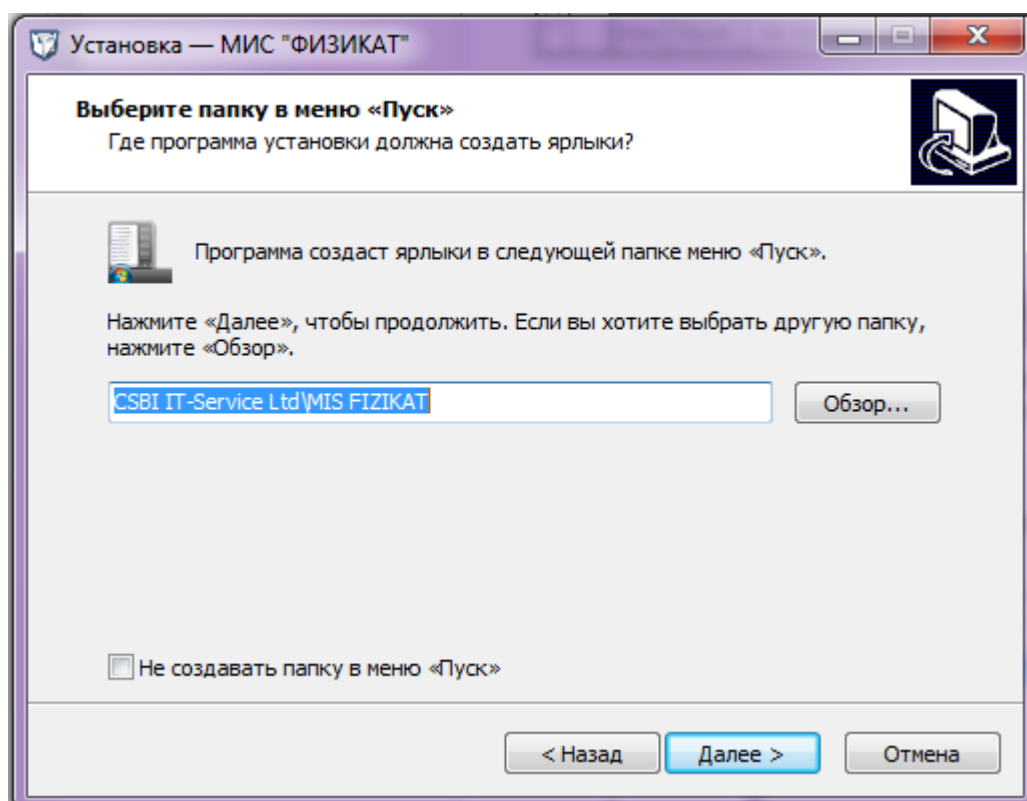 Установка — МИС "ФИЗИКАТ"
Выберите папку в меню «Пуск»
Где программа установки должна создать ярлыки?
Программа создаст ярлыки в следующей папке меню «Пуск».
Нажмите «Далее», чтобы продолжить. Если вы хотите выбрать другую папку,
нажмите «Обзор».
CSBI IT-Service Ltd\MIS FIZIKAT
Обзор...
Не создавать папку в меню «Пуск»
< Назад
Далее >
Отмена